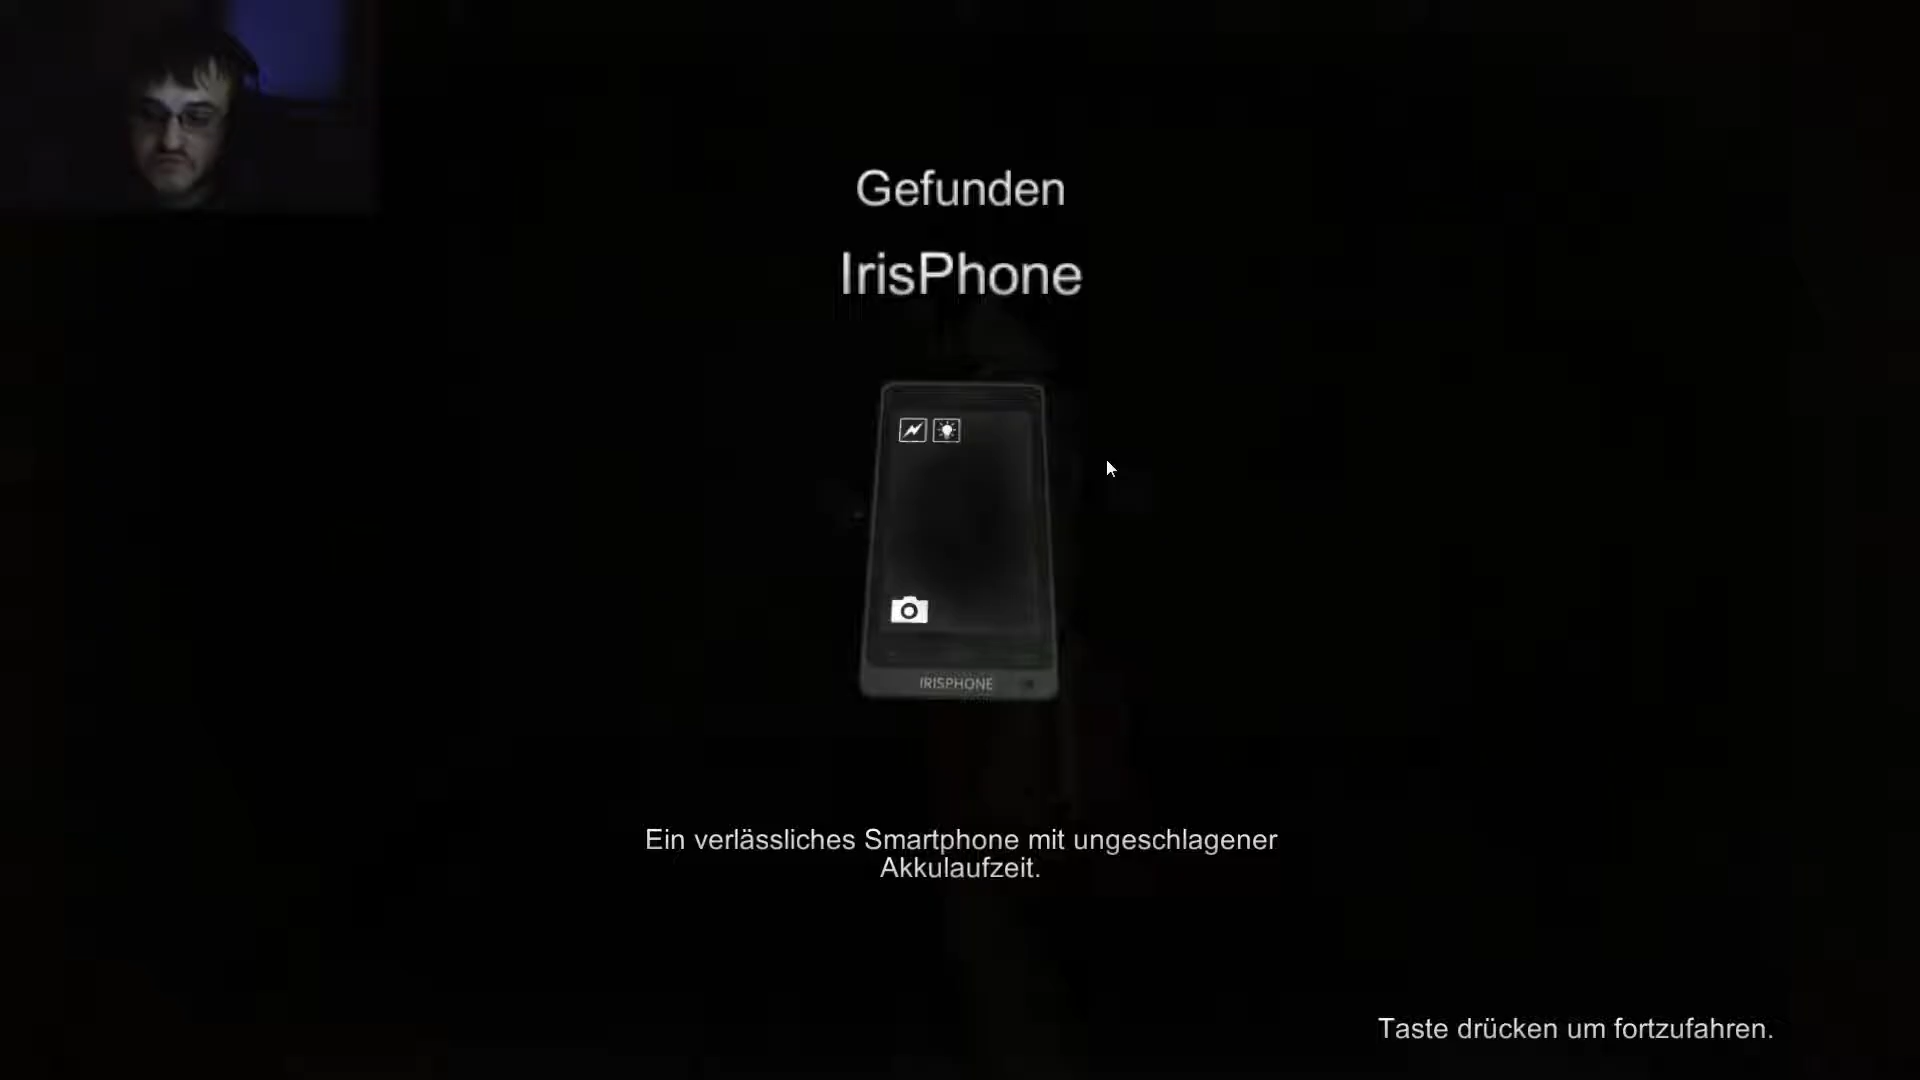 Gefunden
IrisPhone
IRISPHONE
Ein verlässliches Smartphone mit ungeschlagener
Akkulaufzeit.
Taste drücken um fortzufahren.